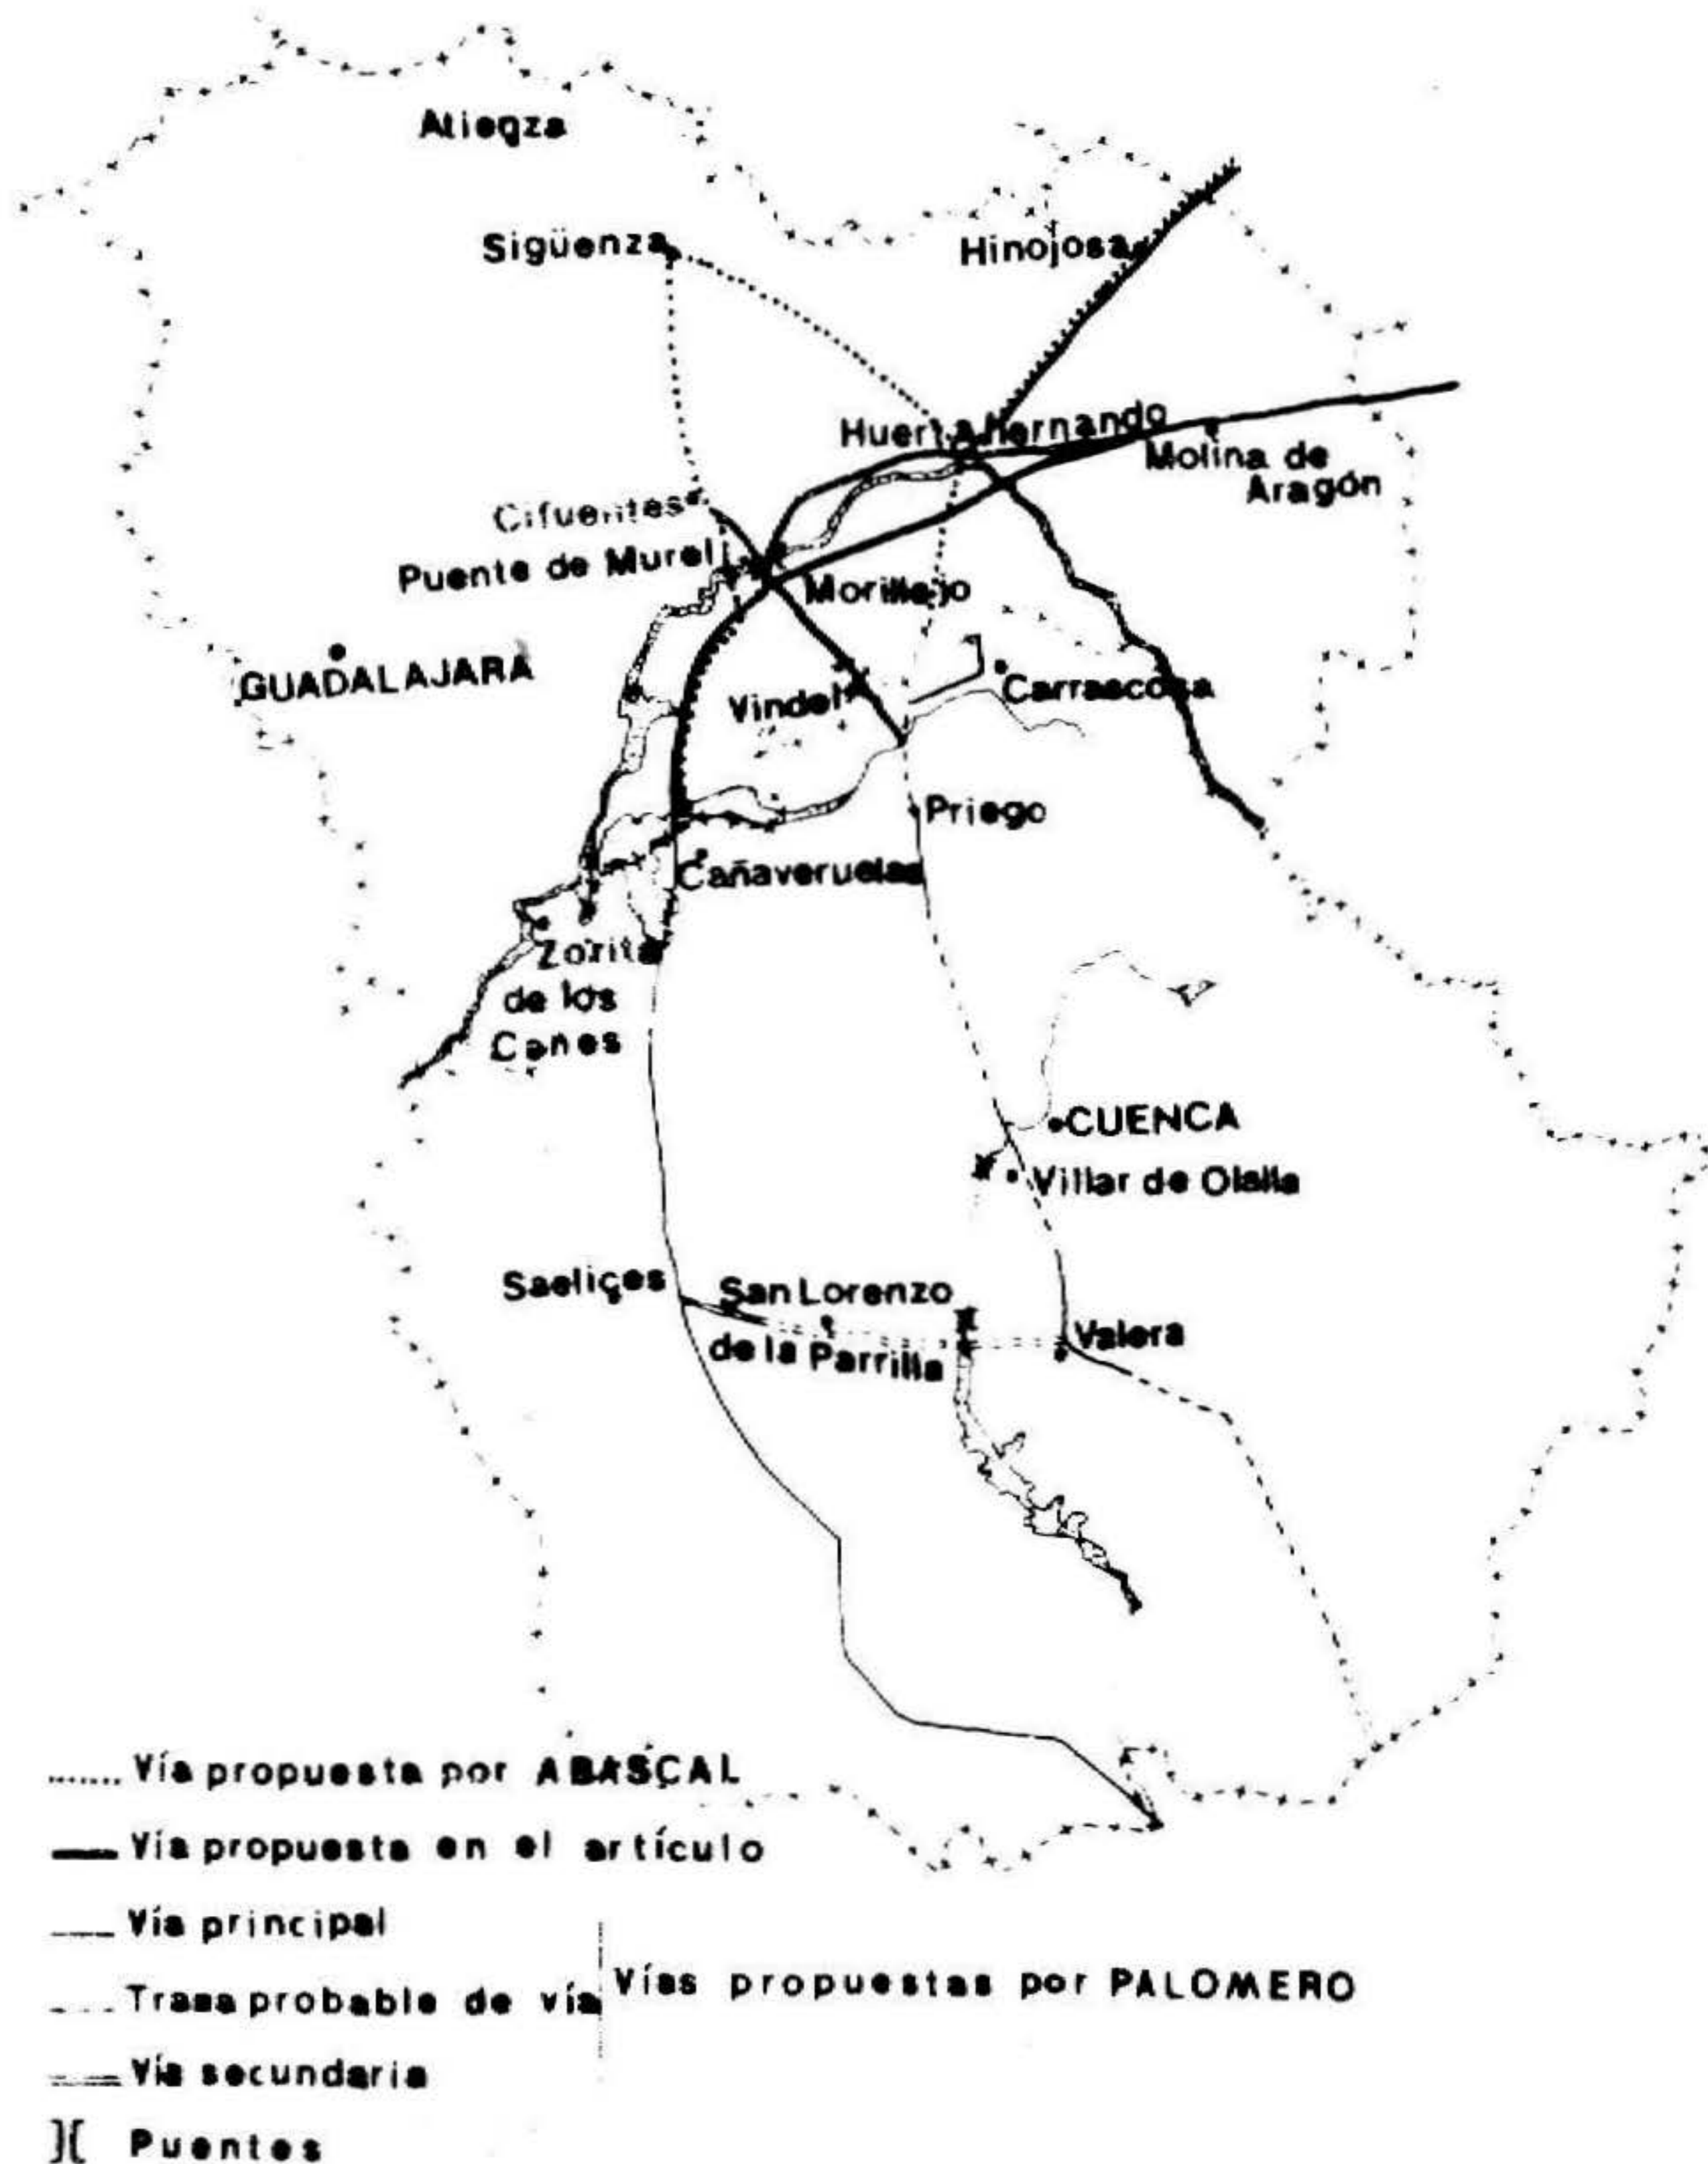 Atiegza
Sigüenza
Hinojosa
Huertahernando
Molina de
Aragón
Cifuentes
Puente de Murel
Morillejo
GUADALAJARA
Vindel
Carrascosa
Priego
Cañaveruelas
Zorita
de los
Canes
CUENCA
Villar de Olalla
Saelices
San Lorenzo
de la Parrilla
Valera
Vía propuesta por ABASCAL
Vía propuesta en el artículo
Vía principal
Traza probable de vía
Vías propuestas por PALOMERO
Vía secundaria
Puentes